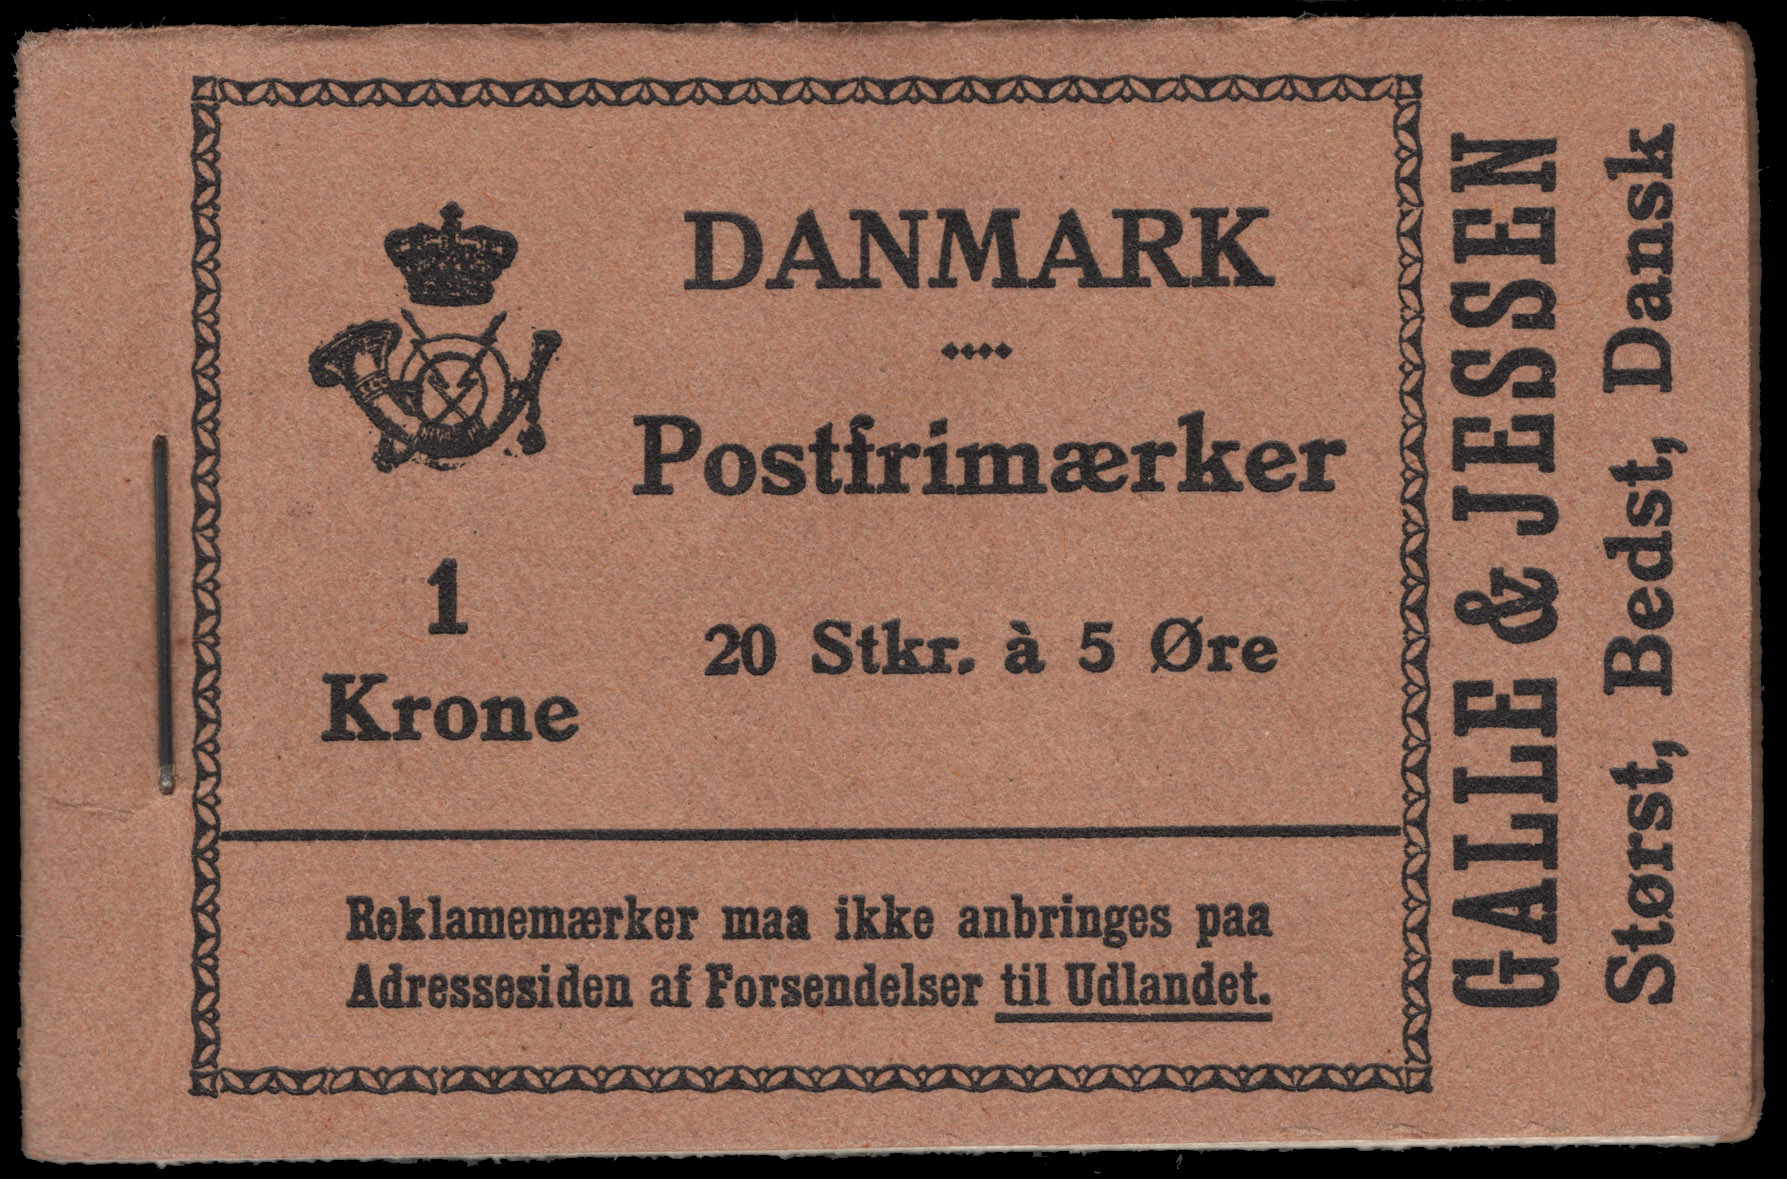 DANMARK
Postfrimærker
1
Krone
20 Stkr. à 5 Øre
Reklamemærker maa ikke anbringes paa
Adressesiden af Forsendelser til Udlandet.
GALLE & JESSEN
Størst, Bedst, Dansk